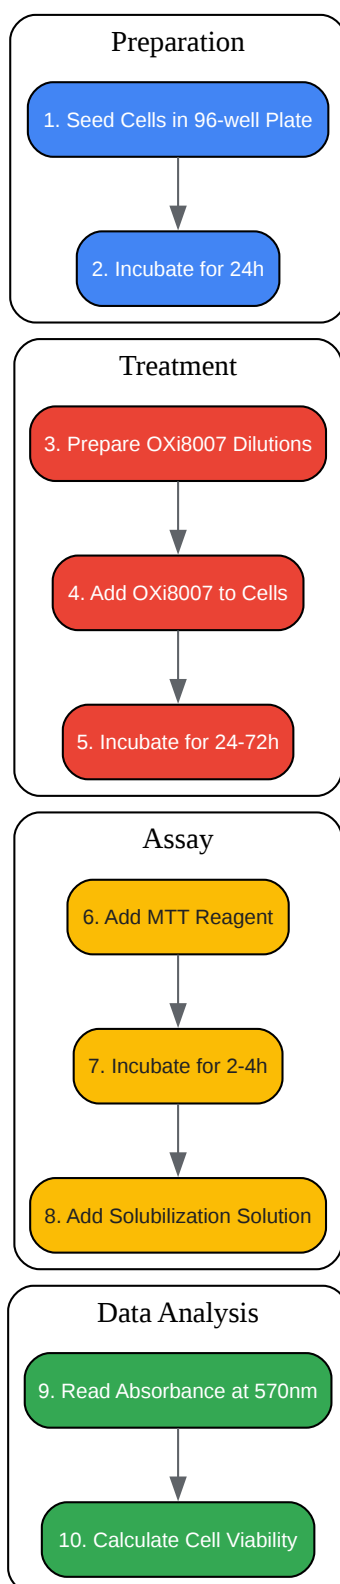 Preparation
1. Seed Cells in 96-well Plate
2. Incubate for 24h
Treatment
3. Prepare OXi8007 Dilutions
4. Add OXi8007 to Cells
5. Incubate for 24-72h
Assay
6. Add MTT Reagent
7. Incubate for 2-4h
8. Add Solubilization Solution
Data Analysis
9. Read Absorbance at 570nm
10. Calculate Cell Viability